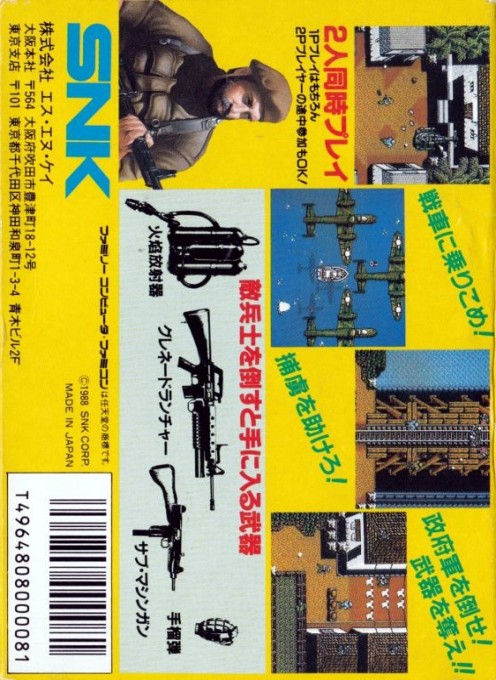 2人同時プレイ
1Pプレイはもちろん
2Pプレイヤーの途中参加もOK!
戦車に乗りこめ!
捕虜を助けろ!
政府軍を倒せ!
武器を奪え!!
敵兵士を倒すと手に入る武器
火焰放射器
グレネードランチャー
サブ・マシンガン
手榴弾
SNK
株式会社 エス・エヌ・ケイ
大阪本社 〒564 大阪府吹田市豊津町18-12号
東京支店 〒101 東京都千代田区神田和泉町1-3-4 青木ビル2F
ファミリーコンピュータ・ファミコンは任天堂の商標です。
©1988 SNK CORP.
MADE IN JAPAN
T4964808000081